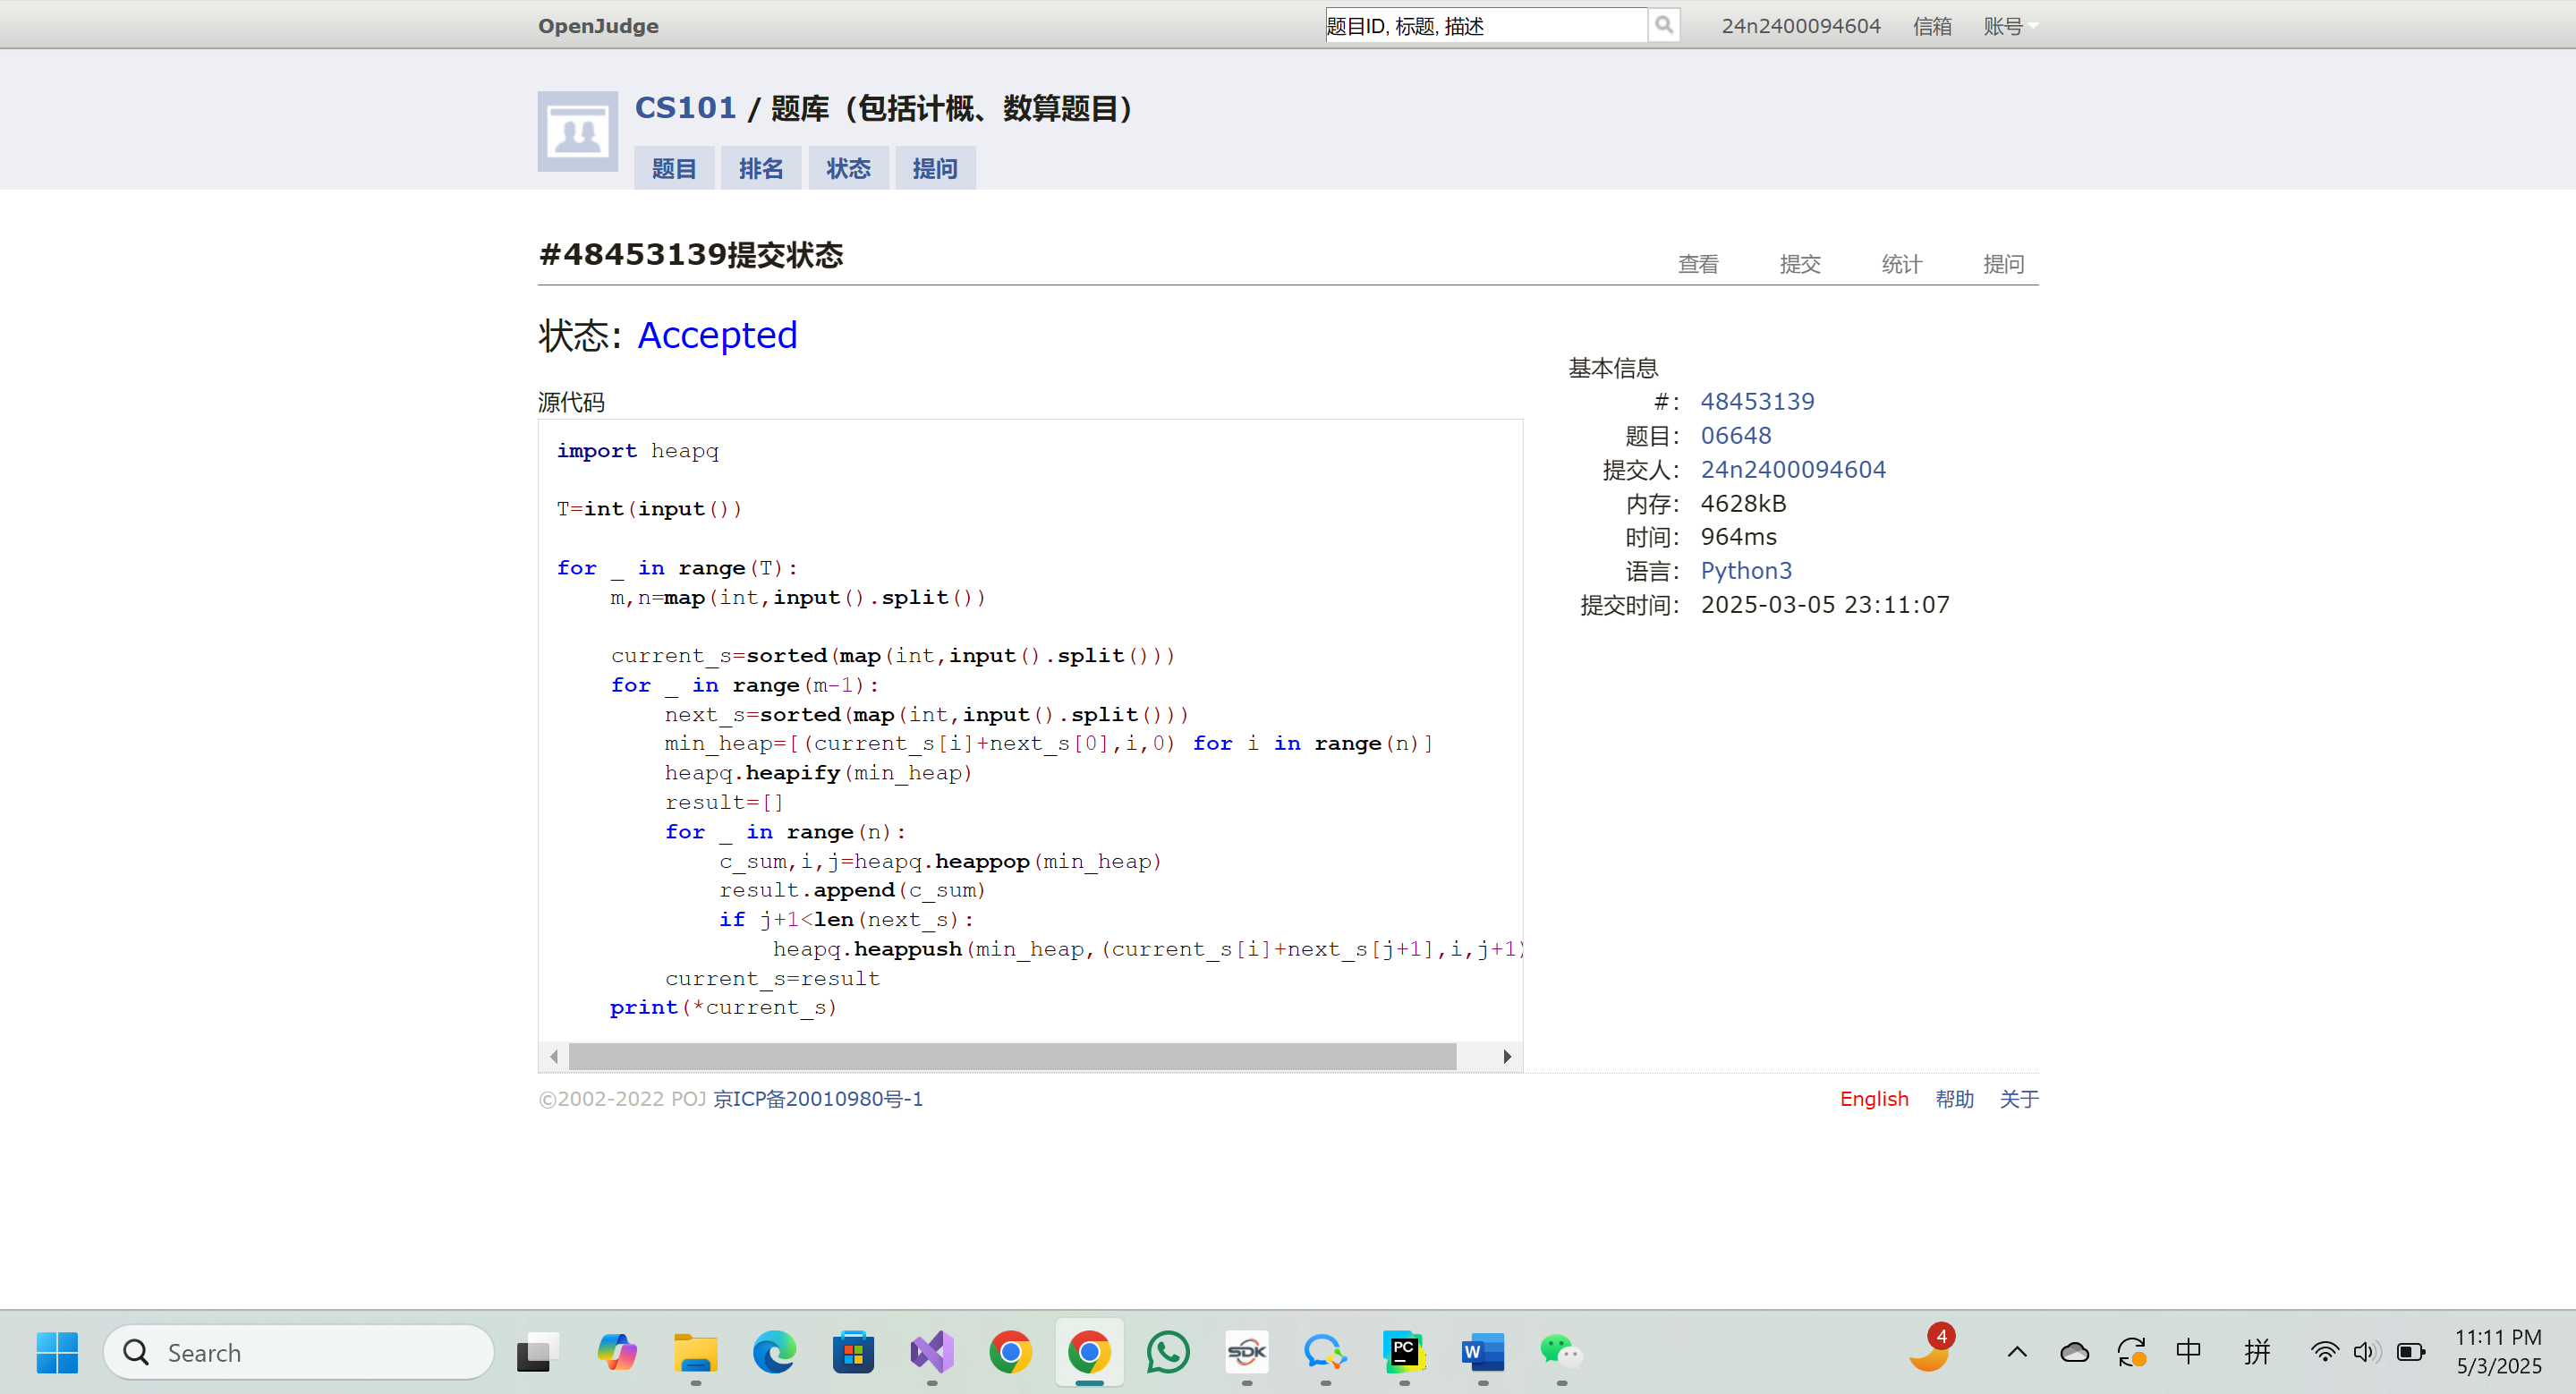 OpenJudge
题目ID, 标题, 描述
24n2400094604
信箱
账号
CS101 / 题库（包括计概、数算题目）
题目
排名
状态
提问
#48453139提交状态
查看
提交
统计
提问
状态: Accepted
源代码
import heapq
T=int(input())
for _ in range(T):
    m,n=map(int,input().split())
    current_s=sorted(map(int,input().split()))
    for _ in range(m-1):
        next_s=sorted(map(int,input().split()))
        min_heap=[(current_s[i]+next_s[0],i,0) for i in range(n)]
        heapq.heapify(min_heap)
        result=[]
        for _ in range(n):
            c_sum,i,j=heapq.heappop(min_heap)
            result.append(c_sum)
            if j+1<len(next_s):
                heapq.heappush(min_heap,(current_s[i]+next_s[j+1],i,j+1)
        current_s=result
    print(*current_s)
基本信息
#: 48453139
题目: 06648
提交人: 24n2400094604
内存: 4628kB
时间: 964ms
语言: Python3
提交时间: 2025-03-05 23:11:07
©2002-2022 POJ 京ICP备20010980号-1
English
帮助
关于
Search
SDK
PC
W
4
中
拼
11:11 PM
5/3/2025